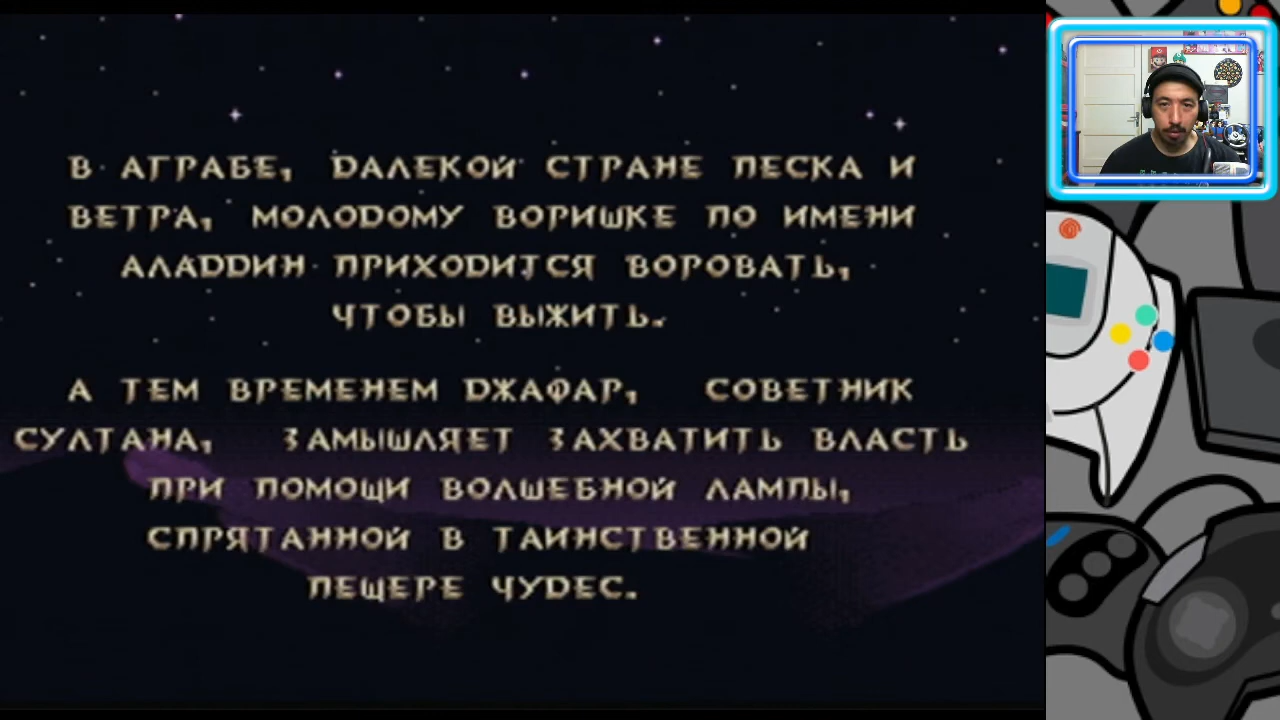 В АГРАБЕ, ДАЛЕКОЙ СТРАНЕ ПЕСКА И
ВЕТРА, МОЛОДОМУ ВОРИШКЕ ПО ИМЕНИ
АЛАДДИН ПРИХОДИТСЯ ВОРОВАТЬ,
ЧТОБЫ ВЫЖИТЬ.
А ТЕМ ВРЕМЕНЕМ ДЖАФАР, СОВЕТНИК
СУЛТАНА, ЗАМЫШЛЯЕТ ЗАХВАТИТЬ ВЛАСТЬ
ПРИ ПОМОЩИ ВОЛШЕБНОЙ ЛАМПЫ,
СПРЯТАННОЙ В ТАИНСТВЕННОЙ
ПЕЩЕРЕ ЧУДЕС.